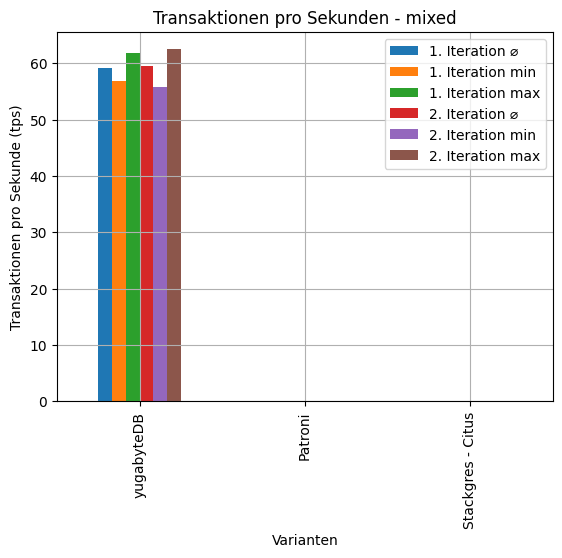 Transaktionen pro Sekunden - mixed
Transaktionen pro Sekunde (tps)
60
50
40
30
20
10
0
1. Iteration ⌀
1. Iteration min
1. Iteration max
2. Iteration ⌀
2. Iteration min
2. Iteration max
yugabyteDB
Patroni
Stackgres - Citus
Varianten